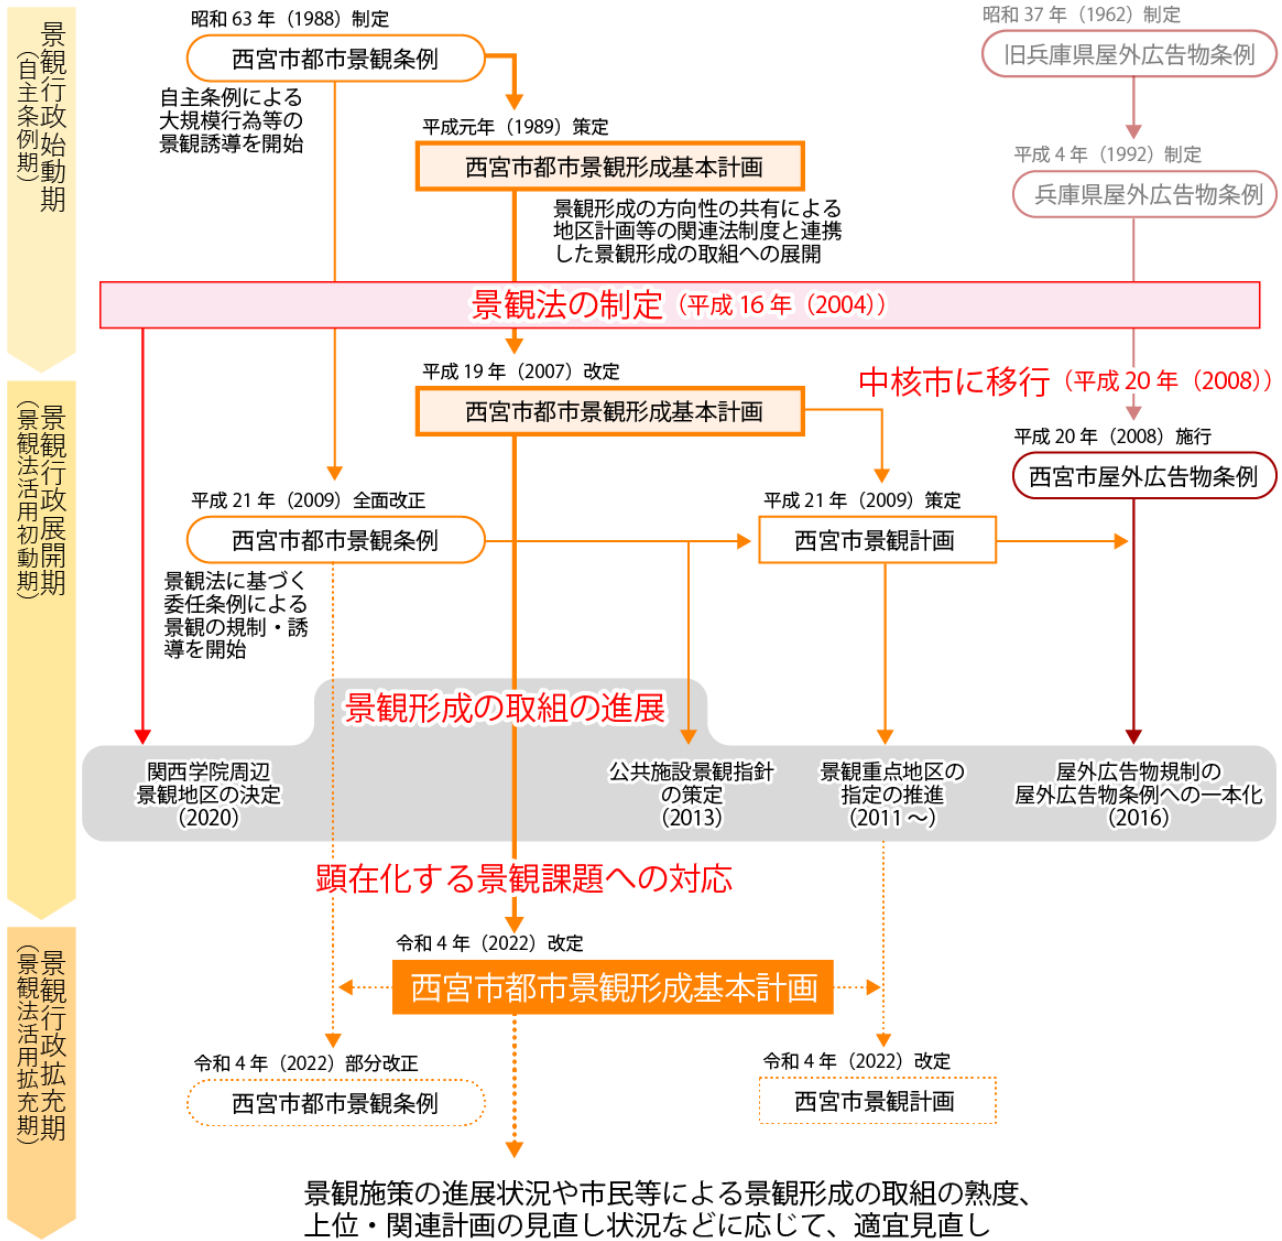 景観行政始動期
（自主条例期）
昭和 63 年（1988）制定
西宮市都市景観条例
自主条例による
大規模行為等の
景観誘導を開始
平成元年（1989）策定
西宮市都市景観形成基本計画
景観形成の方向性の共有による
地区計画等の関連法制度と連携
した景観形成の取組への展開
昭和 37 年（1962）制定
旧兵庫県屋外広告物条例
平成 4 年（1992）制定
兵庫県屋外広告物条例
景観法の制定（平成 16 年（2004））
景観行政展開期
（景観法活用初動期）
平成 19 年（2007）改定
西宮市都市景観形成基本計画
中核市に移行（平成 20 年（2008））
平成 20 年（2008）施行
西宮市屋外広告物条例
平成 21 年（2009）全面改正
西宮市都市景観条例
景観法に基づく
委任条例による
景観の規制・誘
導を開始
平成 21 年（2009）策定
西宮市景観計画
景観形成の取組の進展
関西学院周辺
景観地区の決定
（2020）
公共施設景観指針
の策定
（2013）
景観重点地区の
指定の推進
（2011 ～）
屋外広告物規制の
屋外広告物条例への一本化
（2016）
顕在化する景観課題への対応
景観行政拡充期
（景観法活用拡充期）
令和 4 年（2022）改定
西宮市都市景観形成基本計画
令和 4 年（2022）部分改正
西宮市都市景観条例
令和 4 年（2022）改定
西宮市景観計画
景観施策の進展状況や市民等による景観形成の取組の熟度、
上位・関連計画の見直し状況などに応じて、適宜見直し